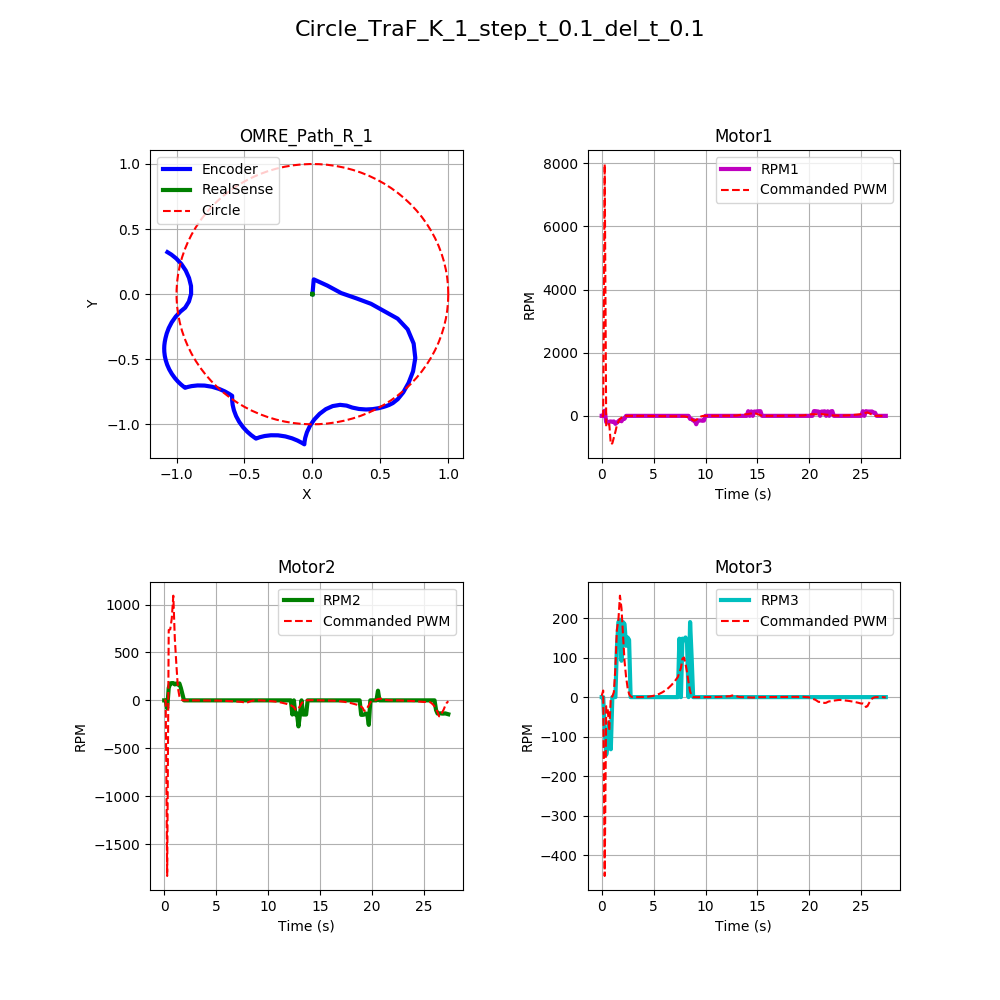 Circle_TraF_K_1_step_t_0.1_del_t_0.1
OMRE_Path_R_1
Encoder
RealSense
Circle
1.0
0.5
0.0
−0.5
−1.0
Y
−1.0
−0.5
0.0
0.5
1.0
X
Motor1
RPM1
Commanded PWM
8000
6000
4000
2000
0
RPM
0
5
10
15
20
25
Time (s)
Motor2
RPM2
Commanded PWM
1000
500
0
−500
−1000
−1500
RPM
0
5
10
15
20
25
Time (s)
Motor3
RPM3
Commanded PWM
200
100
0
−100
−200
−300
−400
RPM
0
5
10
15
20
25
Time (s)